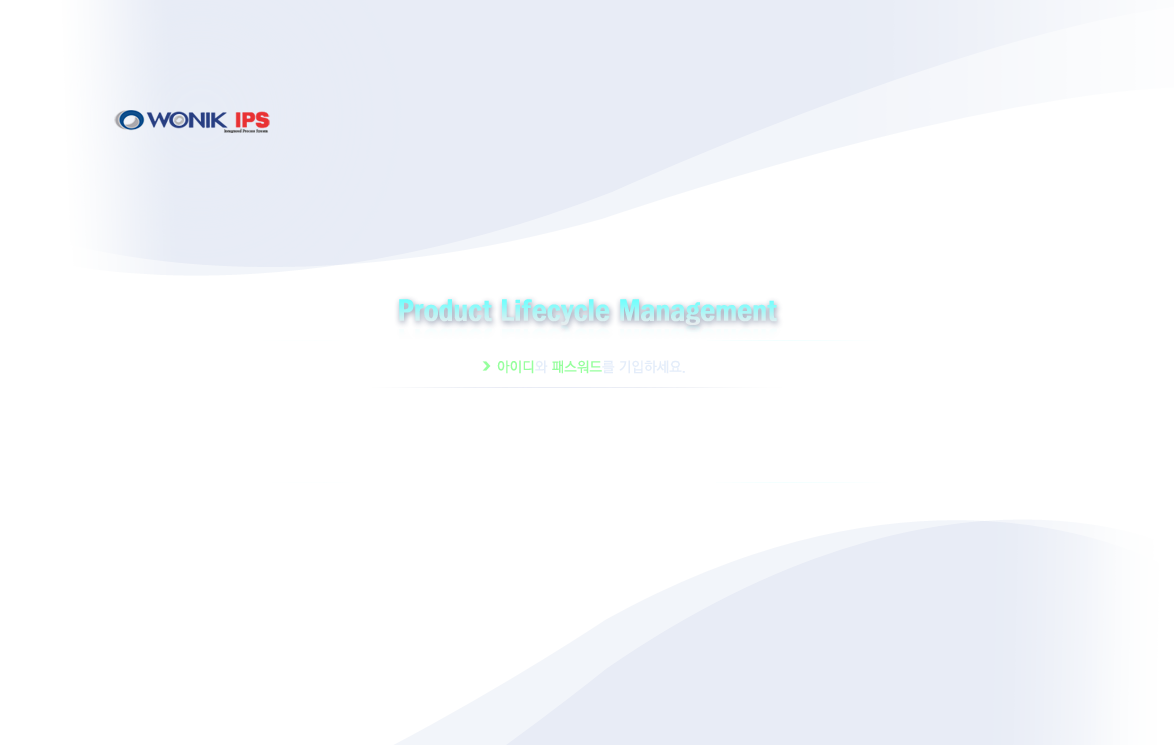 WONIK IPS
Integrated Process System
Product Lifecycle Management
아이디와 패스워드를 기입하세요.